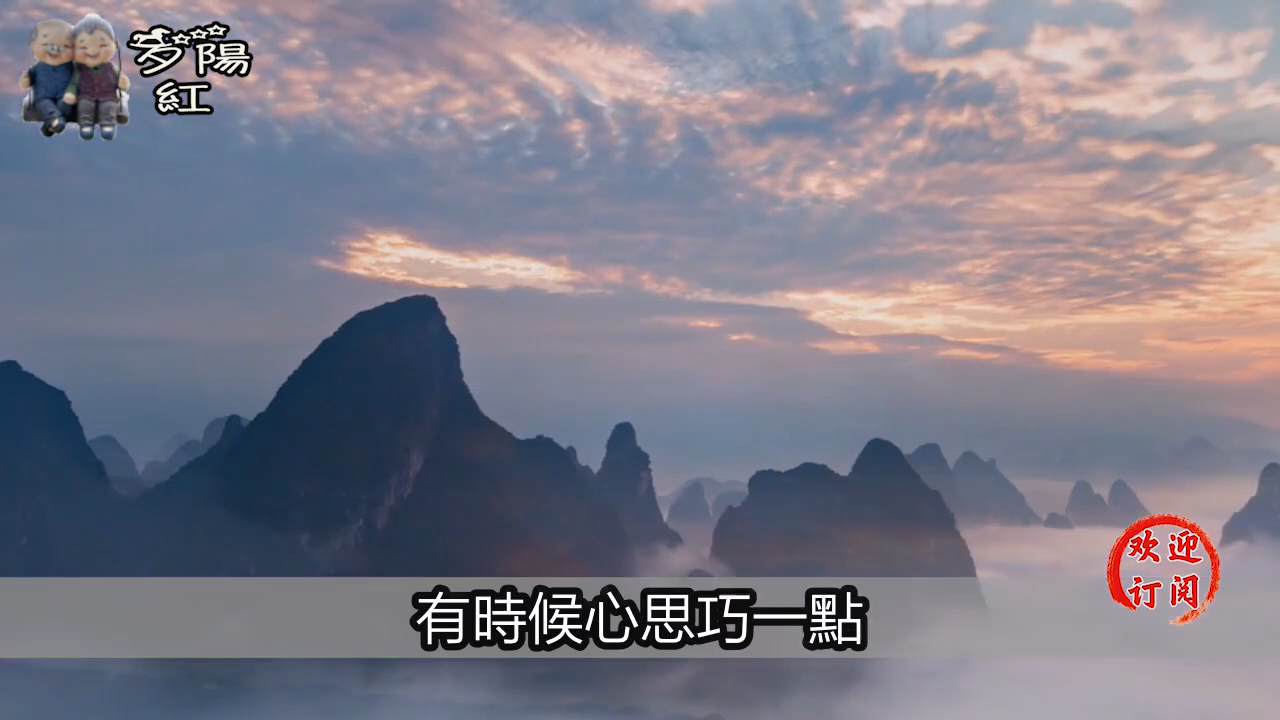 夕陽
紅
有時候心思巧一點
欢迎
订阅